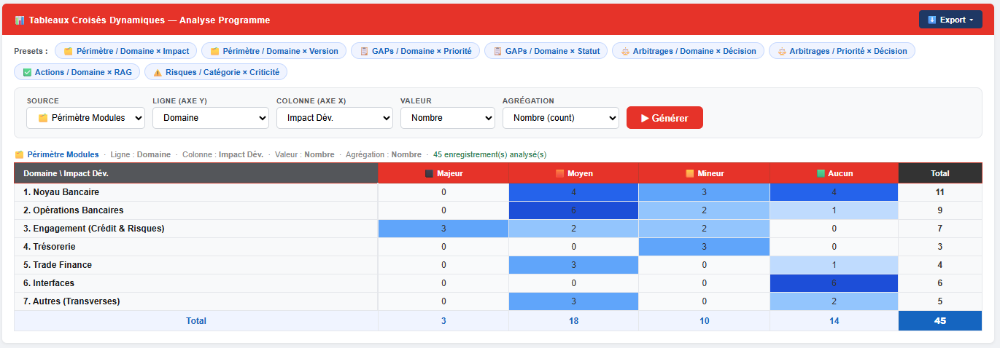 Tableaux Croisés Dynamiques — Analyse Programme
Export
Presets :
Périmètre / Domaine × Impact
Périmètre / Domaine × Version
GAPs / Domaine × Priorité
GAPs / Domaine × Statut
Arbitrages / Domaine × Décision
Arbitrages / Priorité × Décision
Actions / Domaine × RAG
Risques / Catégorie × Criticité
SOURCE LIGNE (AXE Y) COLONNE (AXE X) VALEUR AGRÉGATION
Périmètre Modules Domaine Impact Dév. Nombre Nombre (count) ▶ Générer
Périmètre Modules · Ligne : Domaine · Colonne : Impact Dév. · Valeur : Nombre · Agrégation : Nombre · 45 enregistrement(s) analysé(s)
Domaine \ Impact Dév. Majeur Moyen Mineur Aucun Total
1. Noyau Bancaire 0 4 3 4 11
2. Opérations Bancaires 0 6 2 1 9
3. Engagement (Crédit & Risques) 3 2 2 0 7
4. Trésorerie 0 0 3 0 3
5. Trade Finance 0 3 0 1 4
6. Interfaces 0 0 0 6 6
7. Autres (Transverses) 0 3 0 2 5
Total 3 18 10 14 45